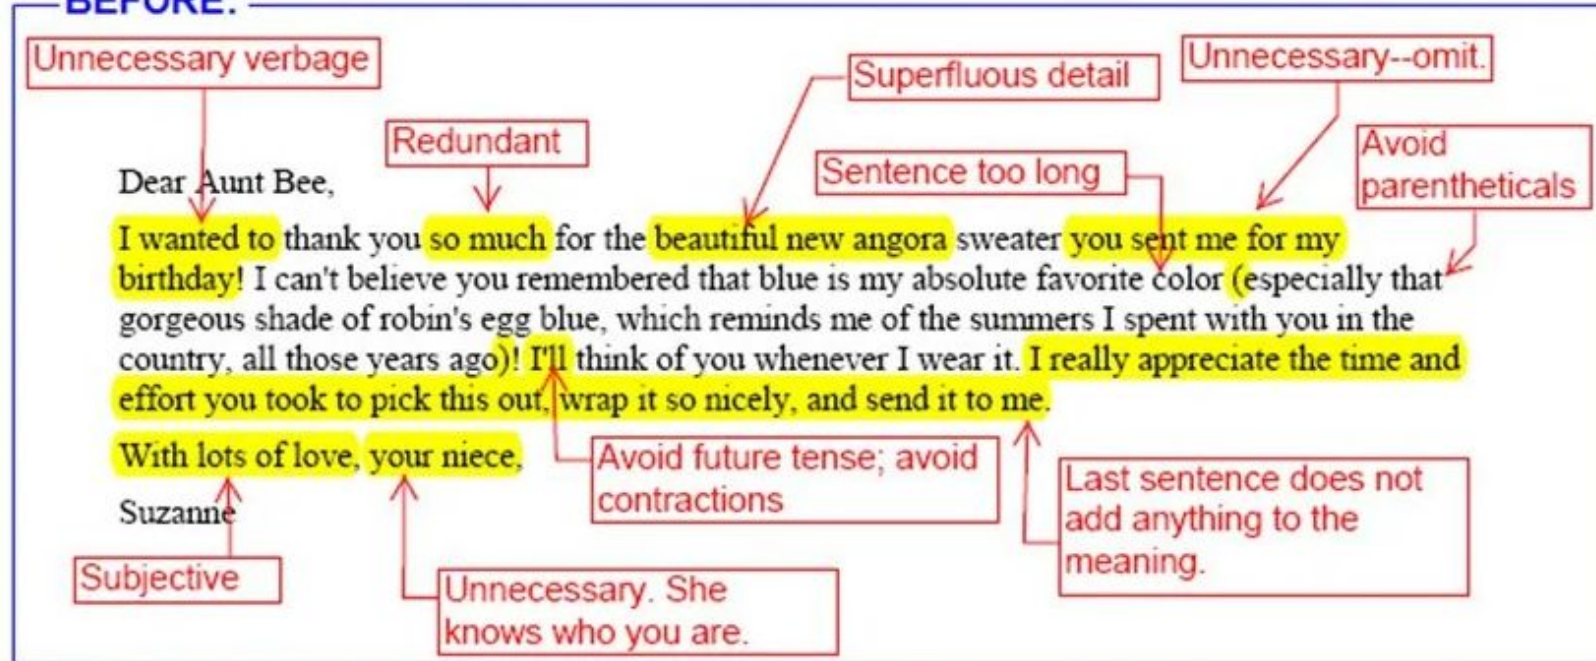 BEFORE:
Unnecessary verbage
Superfluous detail
Unnecessary--omit.
Redundant
Sentence too long
Avoid
parentheticals
Dear Aunt Bee,
I wanted to thank you so much for the beautiful new angora sweater you sent me for my
birthday! I can't believe you remembered that blue is my absolute favorite color (especially that
gorgeous shade of robin's egg blue, which reminds me of the summers I spent with you in the
country, all those years ago)! I'll think of you whenever I wear it. I really appreciate the time and
effort you took to pick this out, wrap it so nicely, and send it to me.
With lots of love, your niece,
Suzanne
Avoid future tense; avoid
contractions
Last sentence does not
add anything to the
meaning.
Subjective
Unnecessary. She
knows who you are.